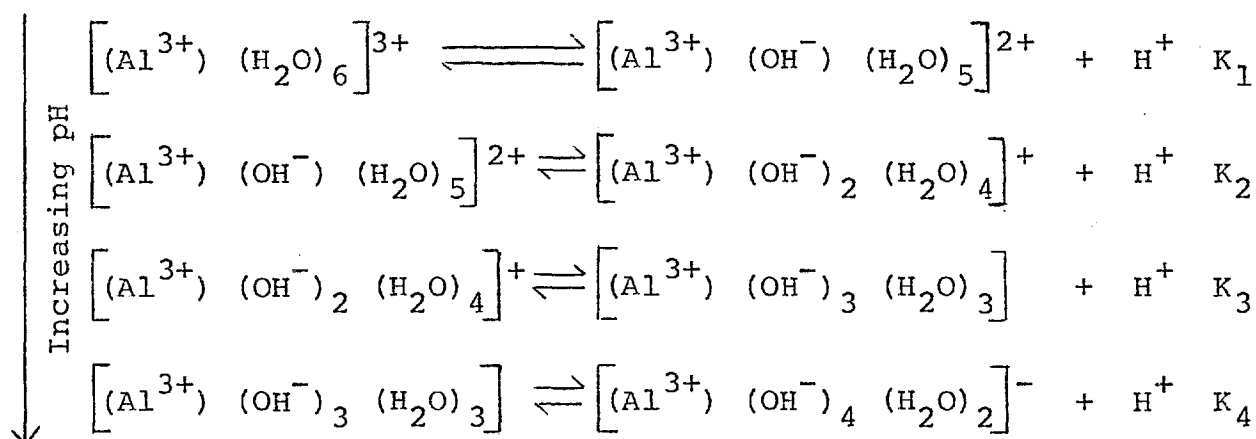 Increasing pH
[(Al³⁺) (H₂O)₆]³⁺ ⇌ [(Al³⁺) (OH⁻) (H₂O)₅]²⁺ + H⁺ K₁
[(Al³⁺) (OH⁻) (H₂O)₅]²⁺ ⇌ [(Al³⁺) (OH⁻)₂ (H₂O)₄]⁺ + H⁺ K₂
[(Al³⁺) (OH⁻)₂ (H₂O)₄]⁺ ⇌ [(Al³⁺) (OH⁻)₃ (H₂O)₃] + H⁺ K₃
[(Al³⁺) (OH⁻)₃ (H₂O)₃] ⇌ [(Al³⁺) (OH⁻)₄ (H₂O)₂]⁻ + H⁺ K₄